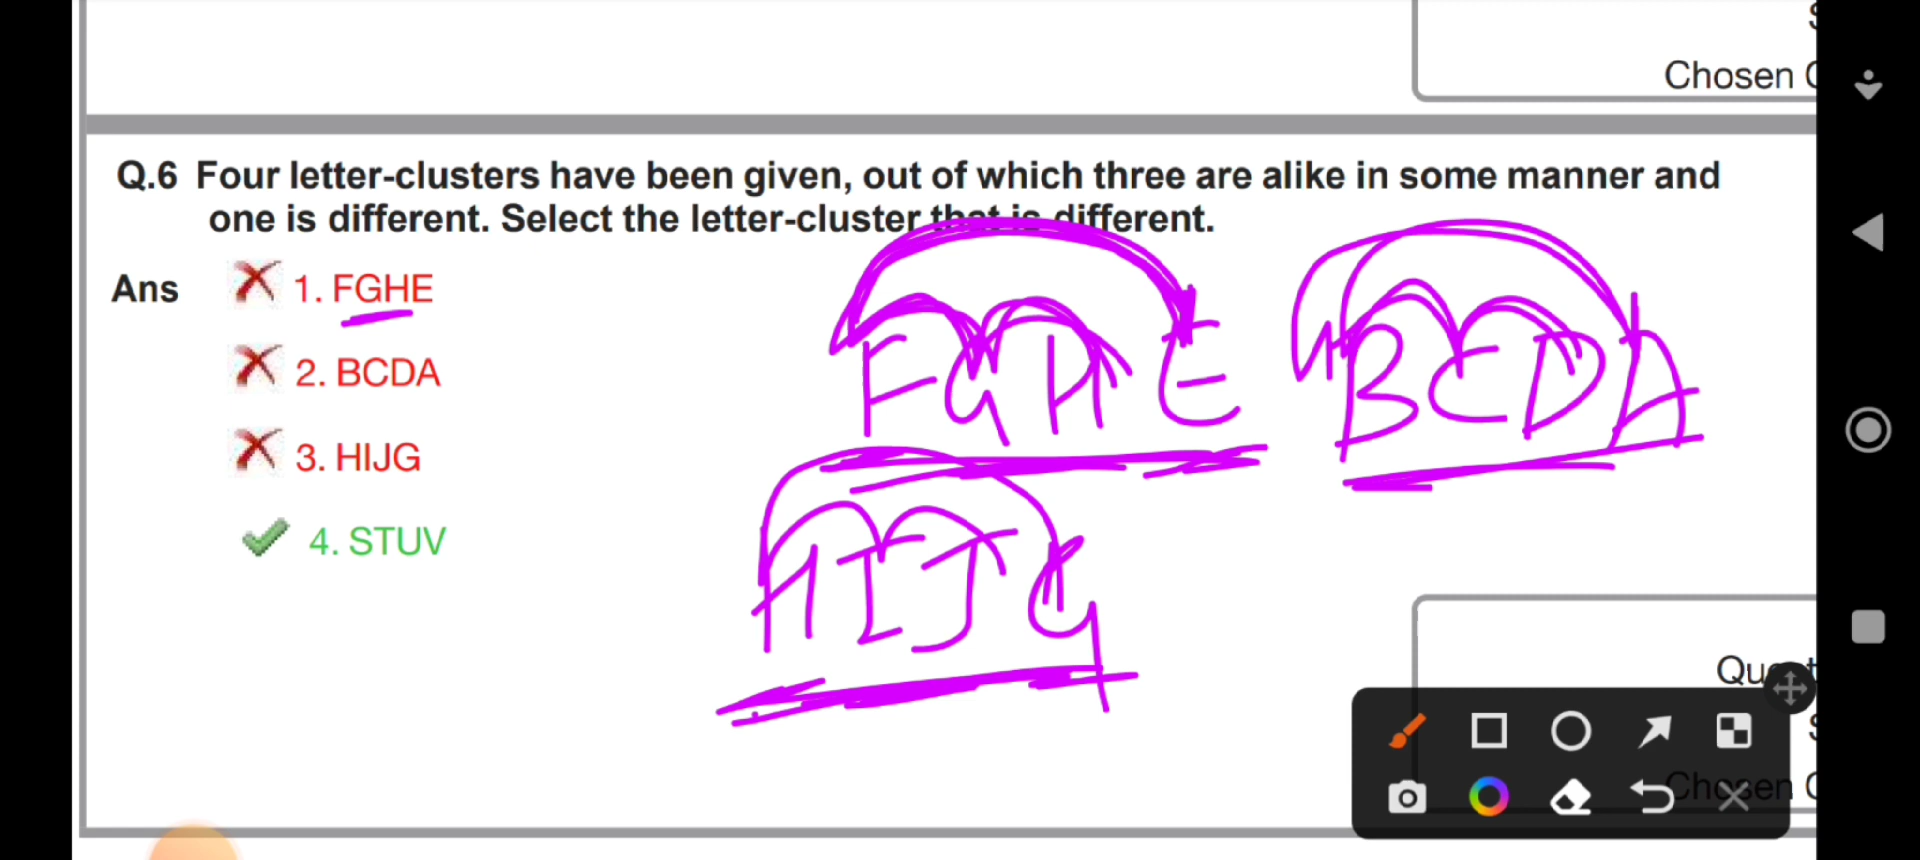 Chosen
Q.6 Four letter-clusters have been given, out of which three are alike in some manner and
one is different. Select the letter-cluster that is different.
Ans 1. FGHE
2. BCDA
3. HIJG
4. STUV
FGHE BCDA
HIJG
Chosen